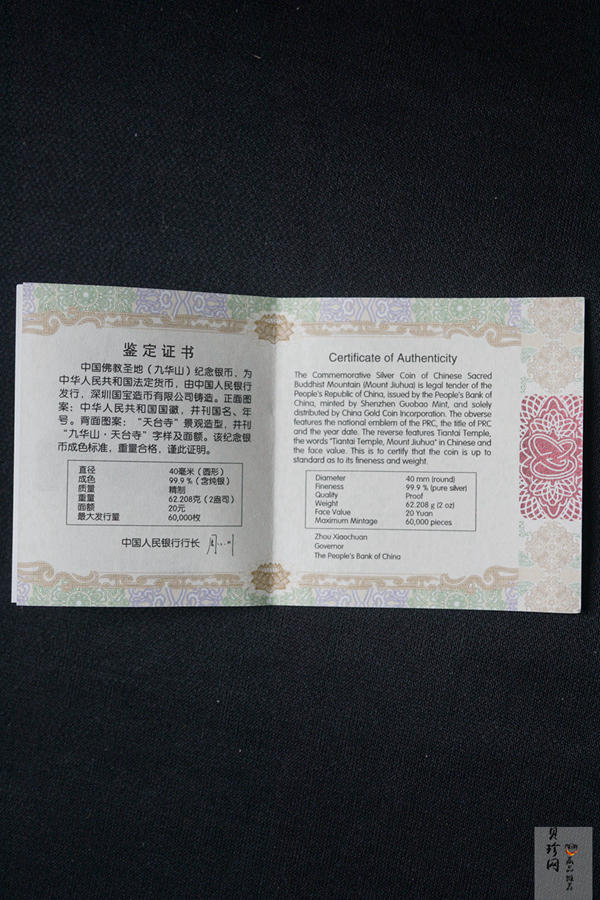 鉴定证书
中国佛教圣地（九华山）纪念银币，为
中华人民共和国法定货币，由中国人民银行
发行，深圳国宝造币有限公司铸造。正面图
案：中华人民共和国国徽，并刊国名、年
号。背面图案：“天台寺”景观造型，并刊
“九华山·天台寺”字样及面额。该纪念银
币成色标准，重量合格，谨此证明。
直径 40毫米（圆形）
成色 99.9％（含纯银）
质量 精制
重量 62.208克（2盎司）
面额 20元
最大发行量 60,000枚
中国人民银行行长
Certificate of Authenticity
The Commemorative Silver Coin of Chinese Sacred
Buddhist Mountain (Mount Jiuhua) is legal tender of the
People's Republic of China, issued by the People's Bank of
China, minted by Shenzhen Guobao Mint, and solely
distributed by China Gold Coin Incorporation. The obverse
features the national emblem of the PRC, the title of PRC
and the year date. The reverse features Tiantai Temple,
the words "Tiantai Temple, Mount Jiuhua" in Chinese and
the face value. This is to certify that the coin is up to
standard as to its fineness and weight.
Diameter 40 mm (round)
Fineness 99.9 % (pure silver)
Quality Proof
Weight 62.208 g (2 oz)
Face Value 20 Yuan
Maximum Mintage 60,000 pieces
Zhou Xiaochuan
Governor
The People's Bank of China
贝珍网